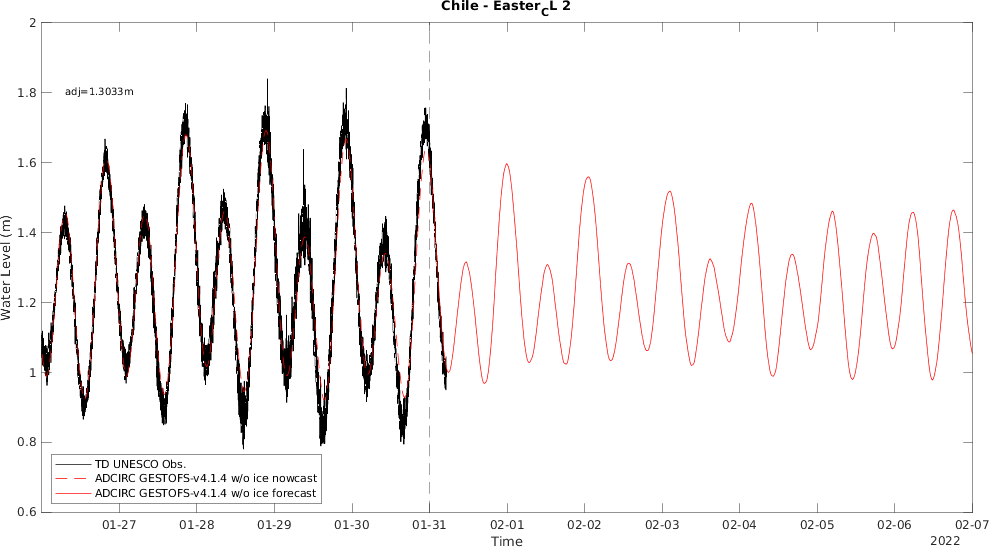 Chile - Easter_CL 2
adj=1.3033m
2
1.8
1.6
1.4
1.2
1
0.8
0.6
Water Level (m)
TD UNESCO Obs.
ADCIRC GESTOFS-v4.1.4 w/o ice nowcast
ADCIRC GESTOFS-v4.1.4 w/o ice forecast
01-27 01-28 01-29 01-30 01-31 02-01 02-02 02-03 02-04 02-05 02-06 02-07
Time
2022